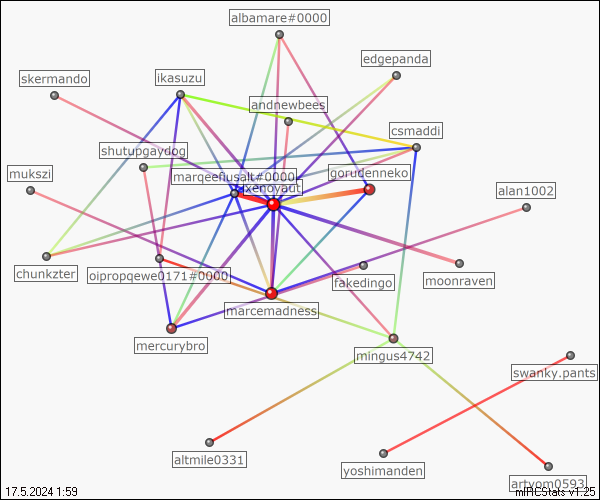 albamare#0000
edgepanda
skermando
ikasuzu
andnewbees
csmaddi
shutupgaydog
mukszi
marqeeflusalt#0000
gorudenneko
xenoyaut
alan1002
chunkzter
oipropqewe0171#0000
fakedingo
moonraven
marcemadness
mercurybro
mingus4742
swanky.pants
altmile0331
yoshimanden
artyom0593
17.5.2024 1:59
mIRCStats v1.25